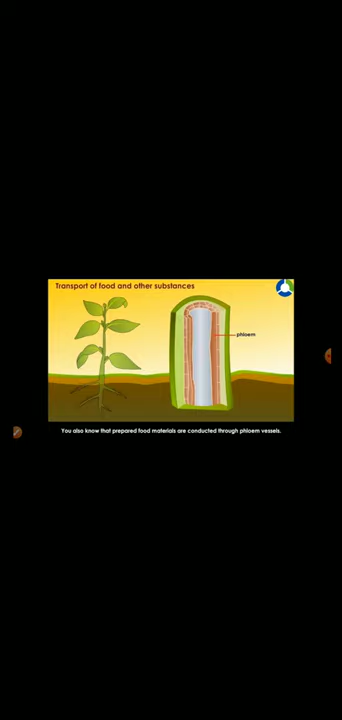 Transport of food and other substances
phloem
You also know that prepared food materials are conducted through phloem vessels.